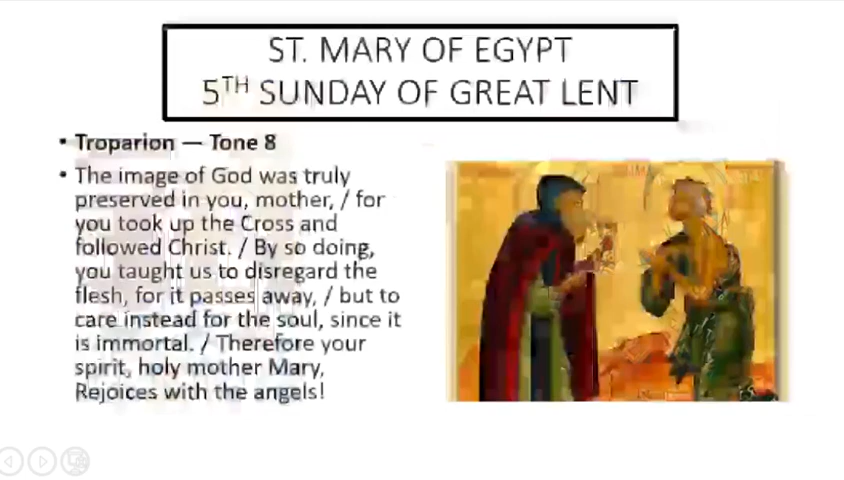 ST. MARY OF EGYPT
5TH SUNDAY OF GREAT LENT
• Troparion — Tone 8
• The image of God was truly
preserved in you, mother, / for
you took up the Cross and
followed Christ. / By so doing,
you taught us to disregard the
flesh, for it passes away, / but to
care instead for the soul, since it
is immortal. / Therefore your
spirit, holy mother Mary,
Rejoices with the angels!